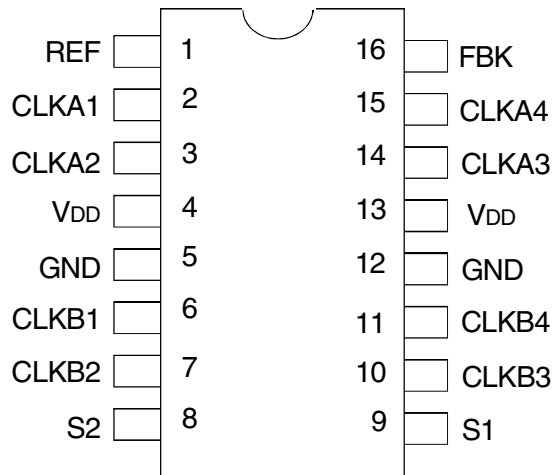 REF 1 16 FBK
CLKA1 2 15 CLKA4
CLKA2 3 14 CLKA3
VDD 4 13 VDD
GND 5 12 GND
CLKB1 6 11 CLKB4
CLKB2 7 10 CLKB3
S2 8 9 S1